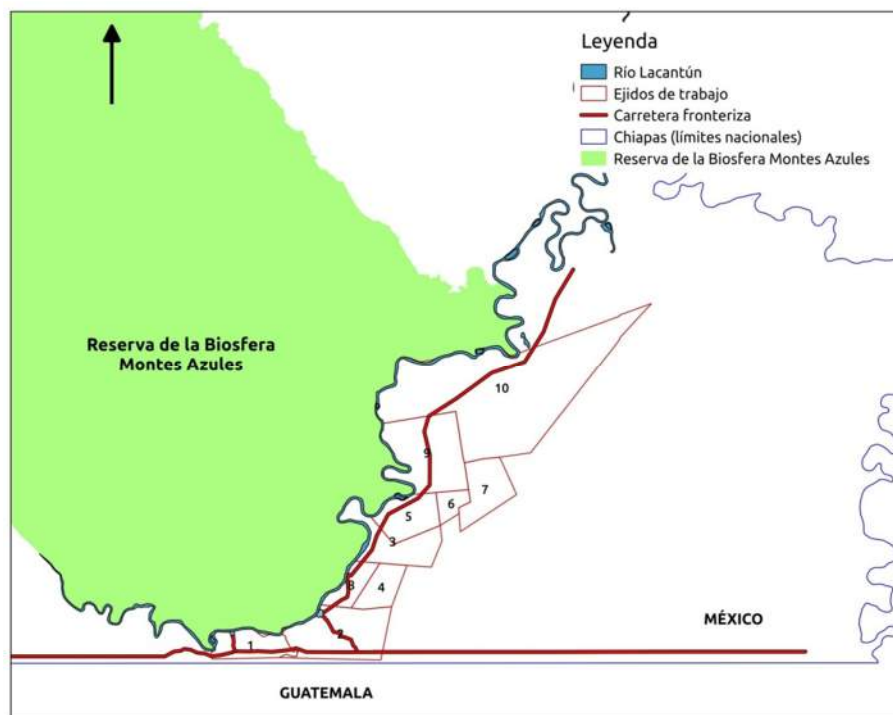 Leyenda
Río Lacantún
Ejidos de trabajo
Carretera fronteriza
Chiapas (límites nacionales)
Reserva de la Biosfera Montes Azules
Reserva de la Biosfera
Montes Azules
10
9
7
6
5
3
8
4
2
1
MÉXICO
GUATEMALA